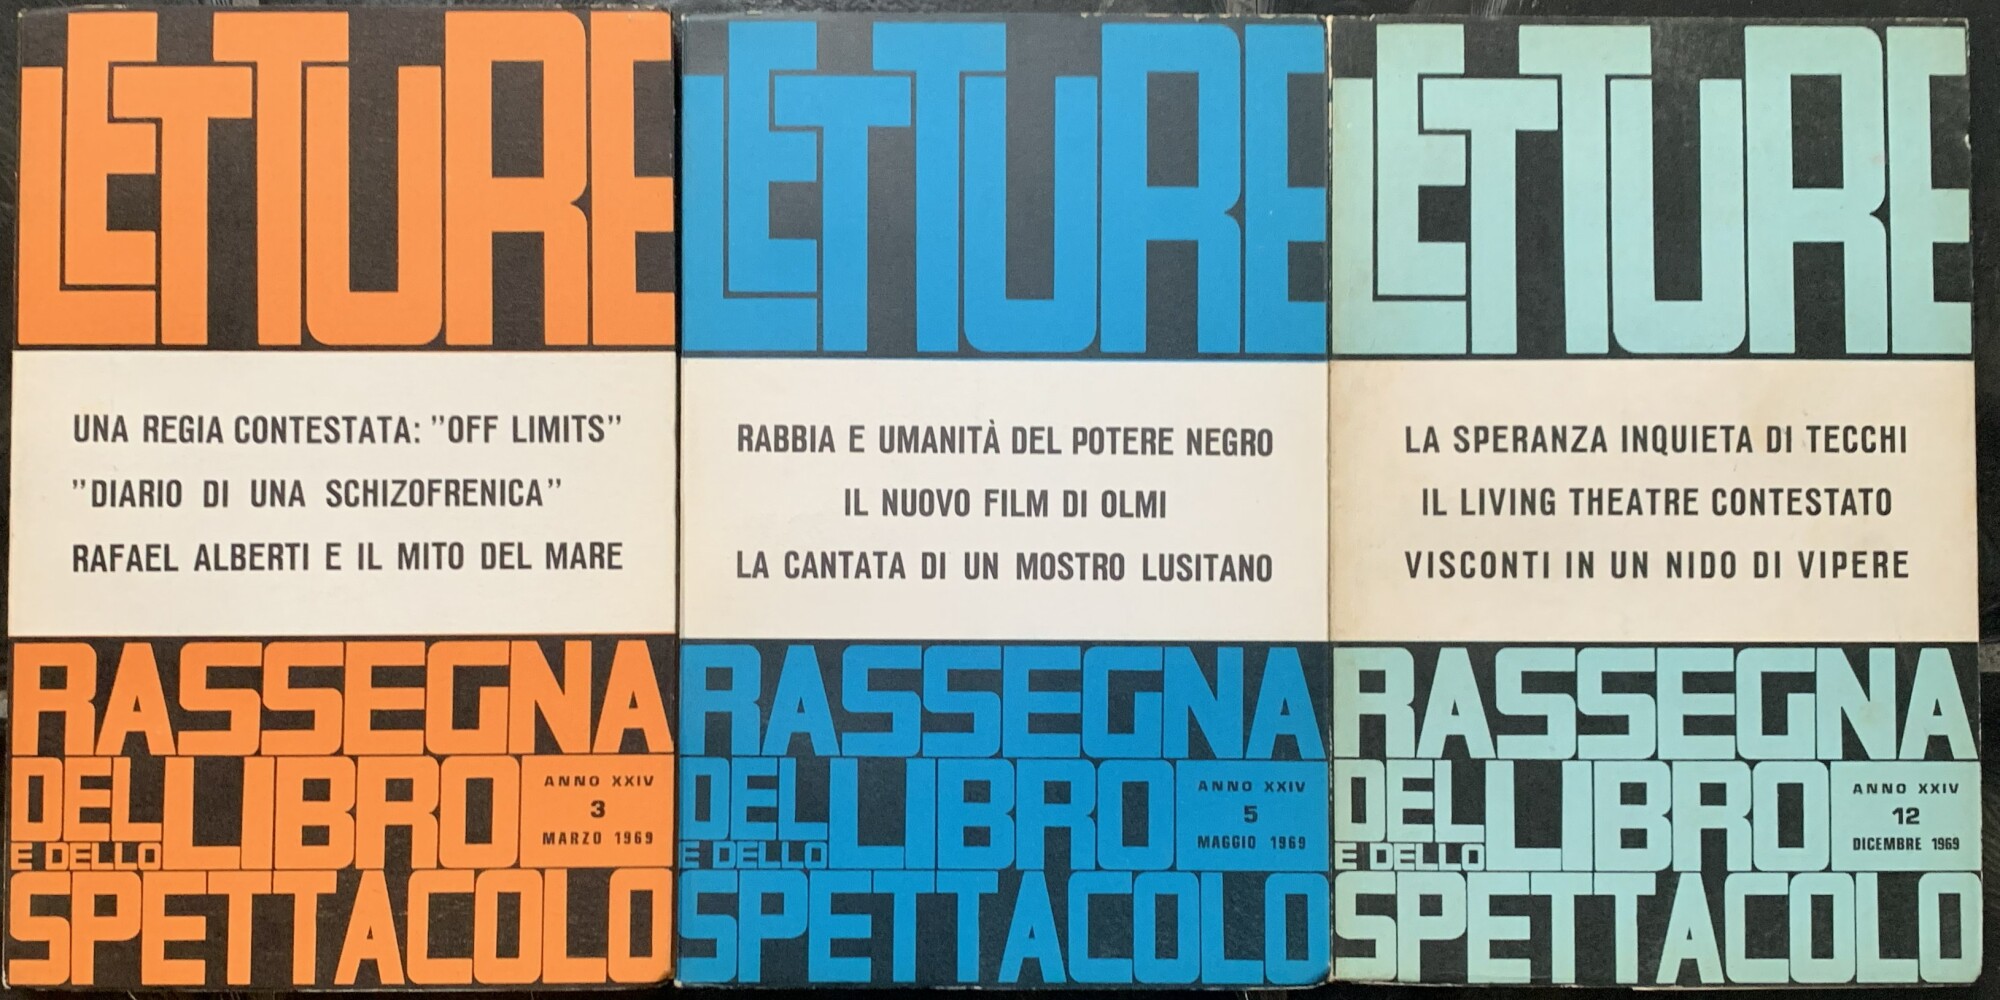 LETTURE
UNA REGIA CONTESTATA: ”OFF LIMITS”
”DIARIO DI UNA SCHIZOFRENICA”
RAFAEL ALBERTI E IL MITO DEL MARE
RASSEGNA
DEL LIBRO
E DELLO
SPETTACOLO
ANNO XXIV
3
MARZO 1969
LETTURE
RABBIA E UMANITÀ DEL POTERE NEGRO
IL NUOVO FILM DI OLMI
LA CANTATA DI UN MOSTRO LUSITANO
RASSEGNA
DEL LIBRO
E DELLO
SPETTACOLO
ANNO XXIV
5
MAGGIO 1969
LETTURE
LA SPERANZA INQUIETA DI TECCHI
IL LIVING THEATRE CONTESTATO
VISCONTI IN UN NIDO DI VIPERE
RASSEGNA
DEL LIBRO
E DELLO
SPETTACOLO
ANNO XXIV
12
DICEMBRE 1969